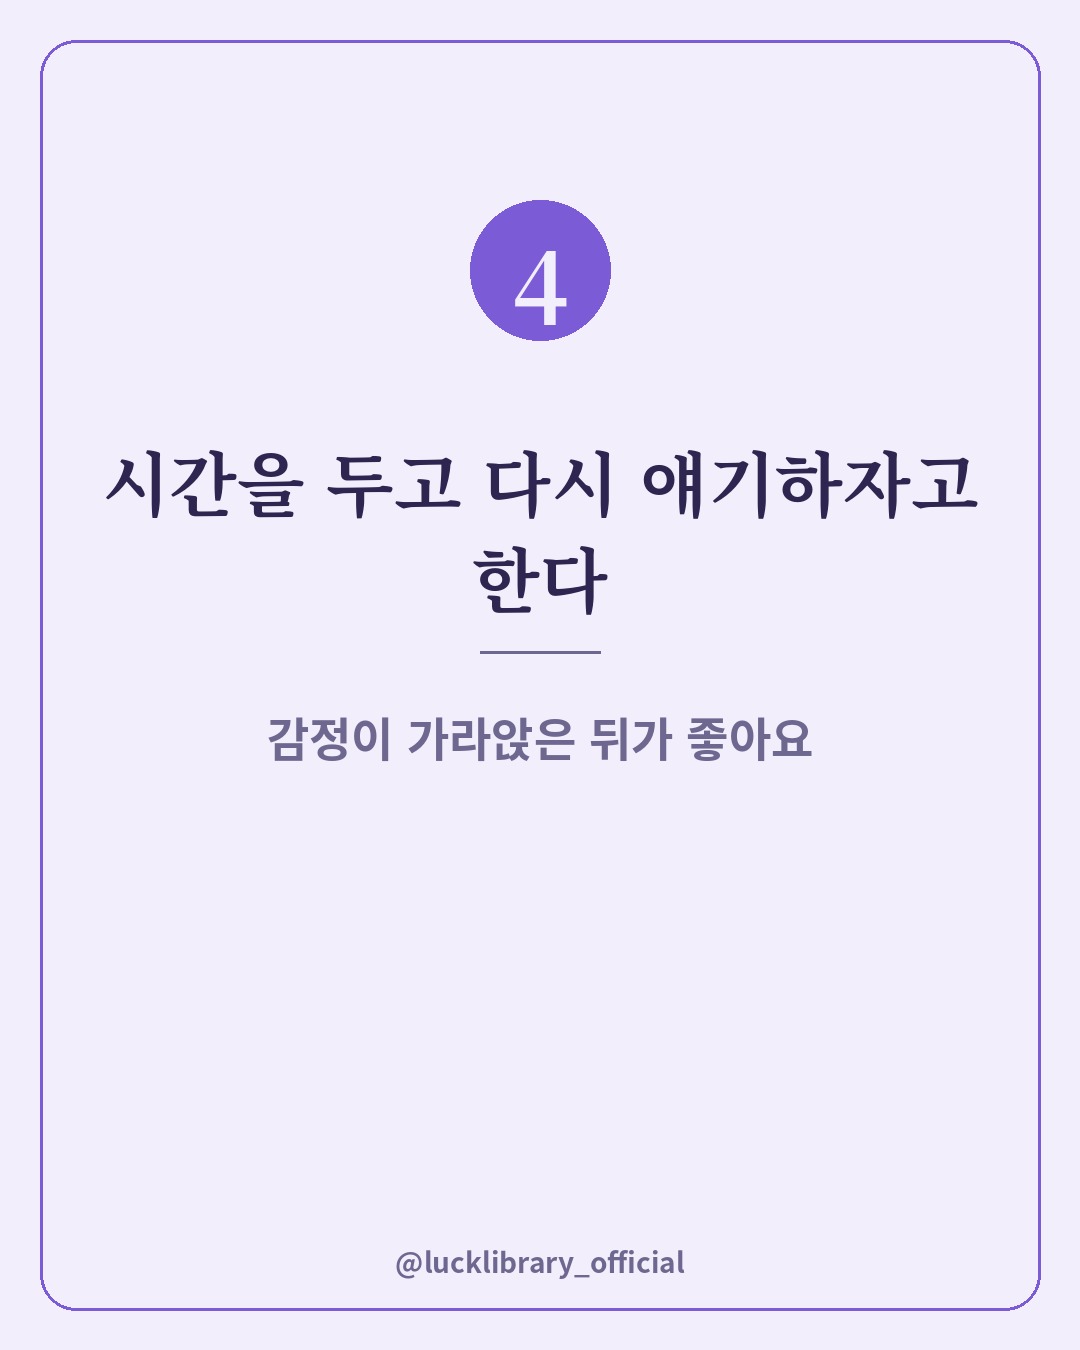 4
시간을 두고 다시 얘기하자고
한다
감정이 가라앉은 뒤가 좋아요
@lucklibrary_official